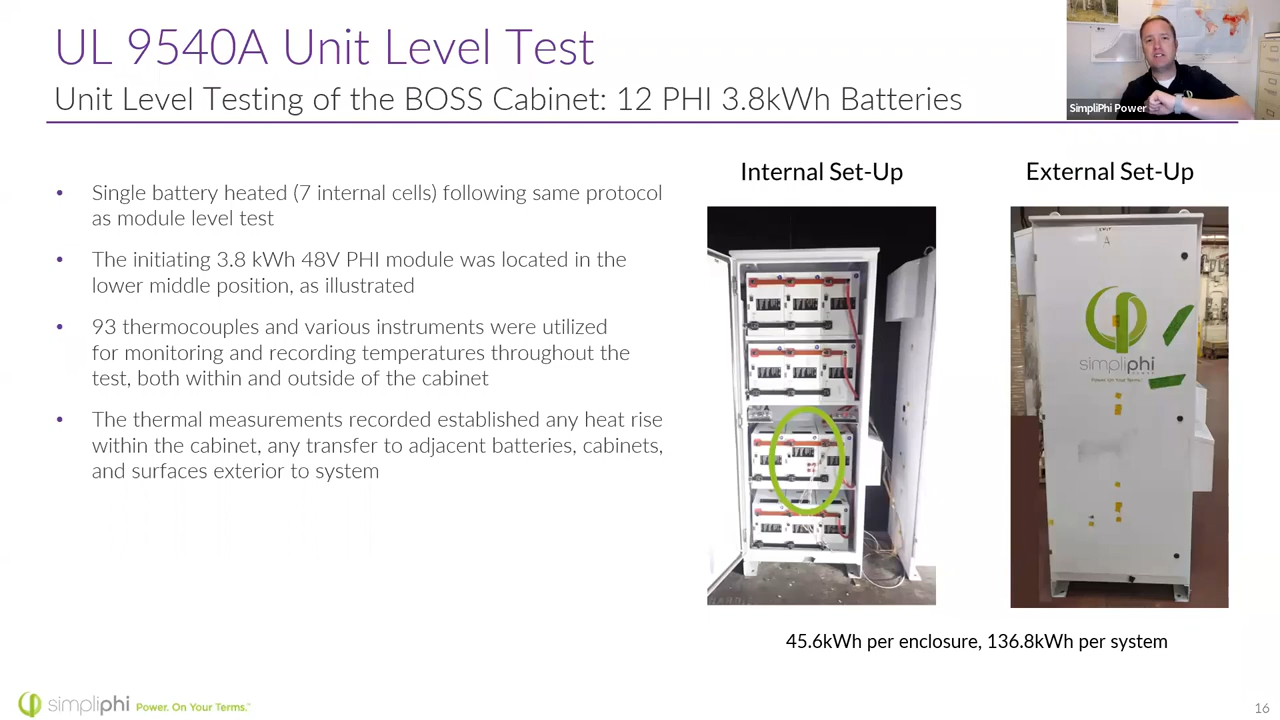 UL 9540A Unit Level Test
Unit Level Testing of the BOSS Cabinet: 12 PHI 3.8kWh Batteries
SimpliPhi Power
• Single battery heated (7 internal cells) following same protocol
as module level test
• The initiating 3.8 kWh 48V PHI module was located in the
lower middle position, as illustrated
• 93 thermocouples and various instruments were utilized
for monitoring and recording temperatures throughout the
test, both within and outside of the cabinet
• The thermal measurements recorded established any heat rise
within the cabinet, any transfer to adjacent batteries, cabinets,
and surfaces exterior to system
Internal Set-Up
External Set-Up
A
simpliphi
POWER
Power. On Your Terms.
45.6kWh per enclosure, 136.8kWh per system
simpliphi Power. On Your Terms.™
16